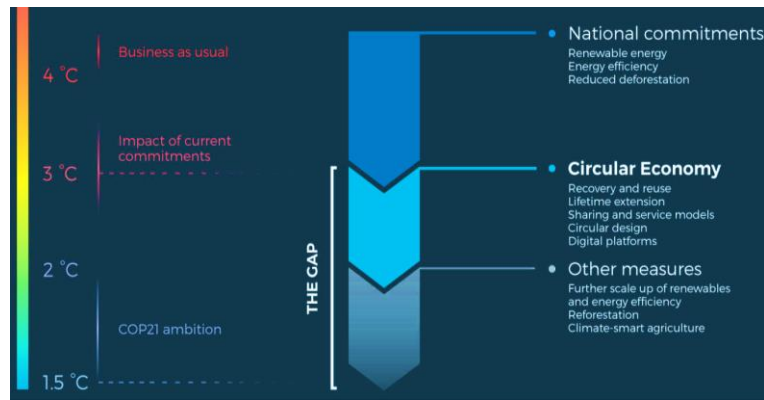 4 °C
Business as usual
Impact of current
commitments
3 °C
2 °C
COP21 ambition
1.5 °C
THE GAP
National commitments
Renewable energy
Energy efficiency
Reduced deforestation
Circular Economy
Recovery and reuse
Lifetime extension
Sharing and service models
Circular design
Digital platforms
Other measures
Further scale up of renewables
and energy efficiency
Reforestation
Climate-smart agriculture